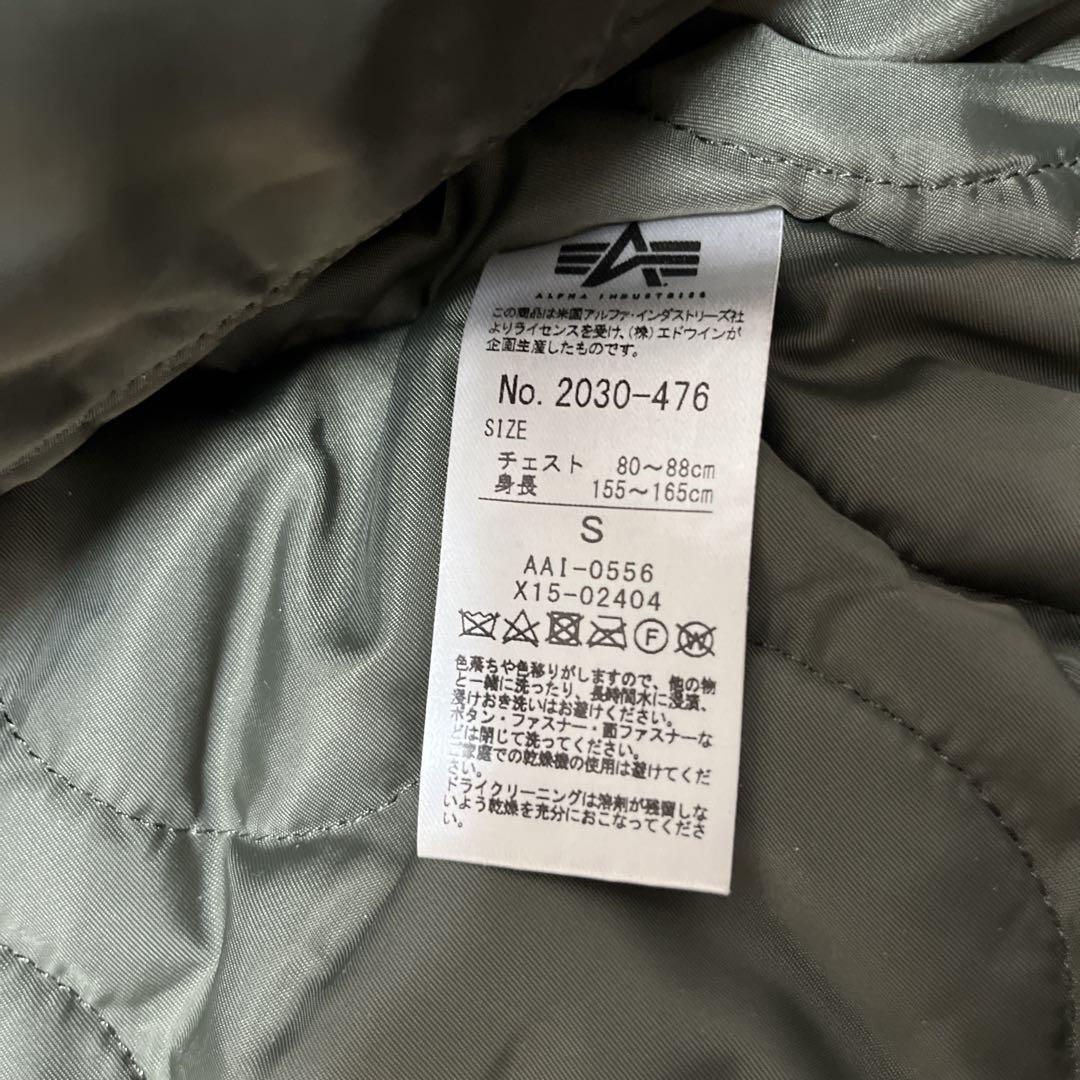 ALPHA INDUSTRIES
この商品は米国アルファ・インダストリーズ社
よりライセンスを受け、(株)エドウインが
企画生産したものです。
No. 2030-476
SIZE
チェスト 80～88cm
身長 155～165cm
S
AAI-0556
X15-02404
F W
色落ちや色移りがしますので、他の物
と一緒に洗ったり、長時間水に浸漬、
浸けおき洗いはお避けください。
ボタン・ファスナー・面ファスナーな
どは閉じて洗ってください。
ご家庭での乾燥機の使用は避けてくだ
さい。
ドライクリーニングは溶剤が残留しな
いよう乾燥を充分におこなってくださ
い。